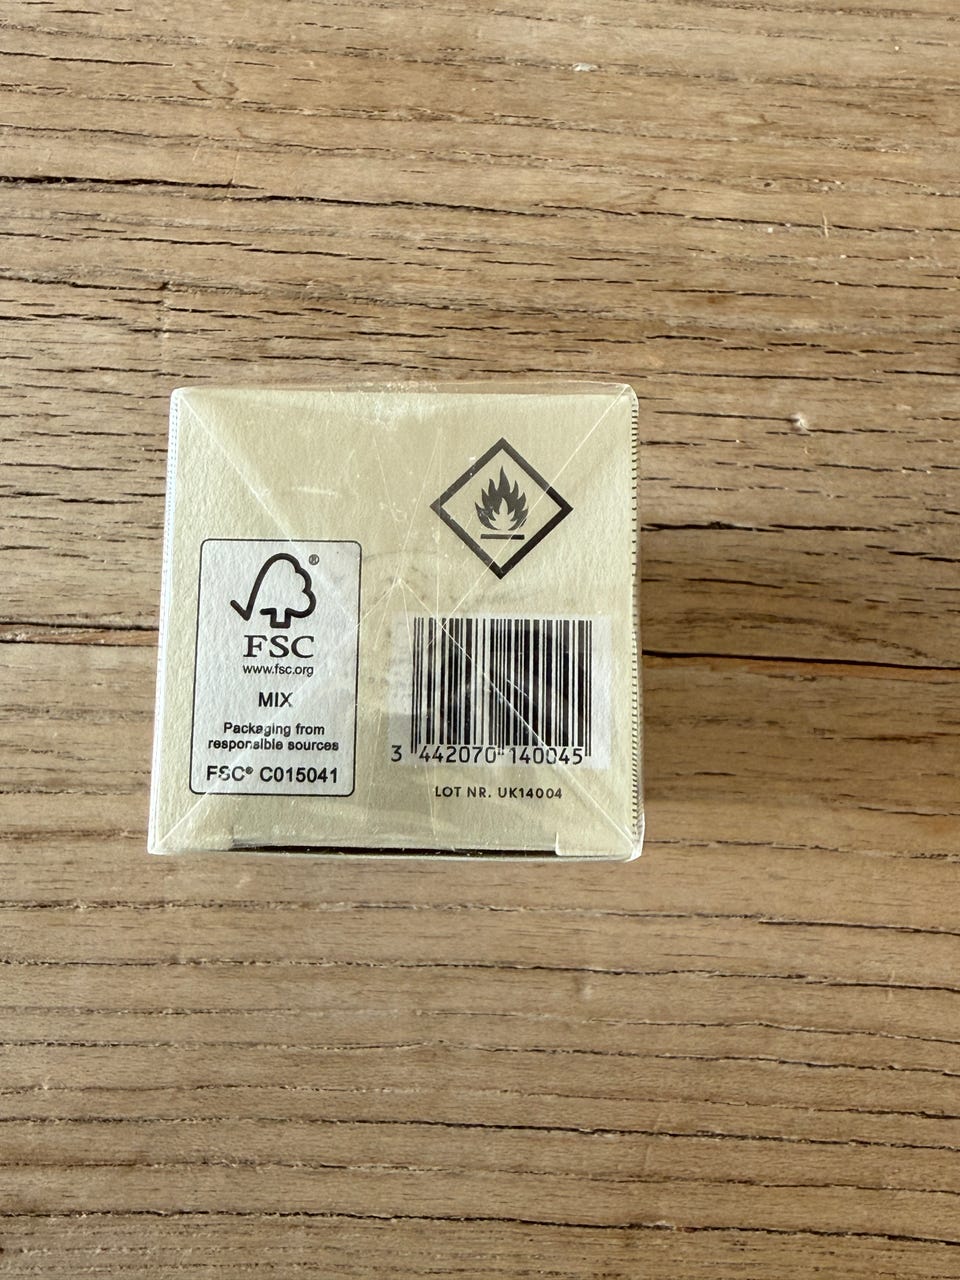 ®
FSC
www.fsc.org
MIX
Packaging from
responsible sources
FSC® C015041
3 442070 140045
LOT NR. UK14004